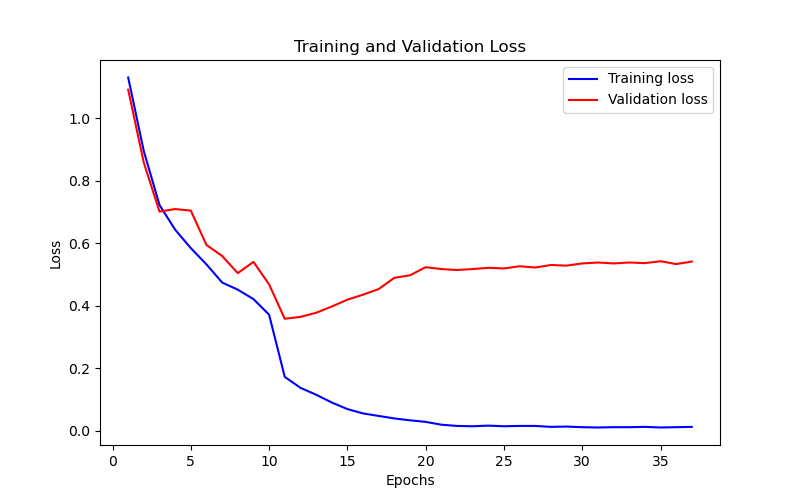 Training and Validation Loss
Training loss
Validation loss
1.0
0.8
0.6
0.4
0.2
0.0
Loss
0 5 10 15 20 25 30 35
Epochs